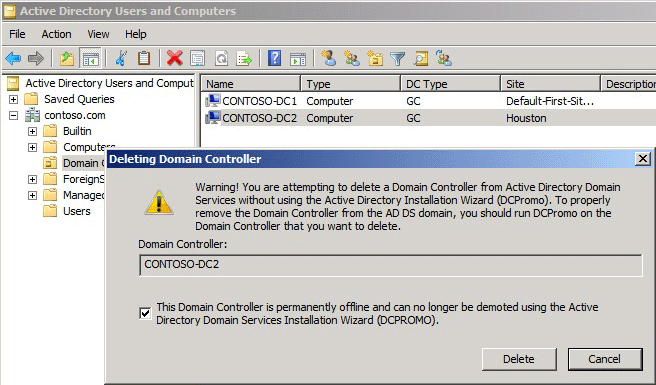 Active Directory Users and Computers
File Action View Help
Active Directory Users and Comput
Saved Queries
contoso.com
Builtin
Computers
Domain C
ForeignS
Managed
Users
Name Type DC Type Site Description
CONTOSO-DC1 Computer GC Default-First-Sit...
CONTOSO-DC2 Computer GC Houston
Deleting Domain Controller
Warning! You are attempting to delete a Domain Controller from Active Directory Domain
Services without using the Active Directory Installation Wizard (DCPromo). To properly
remove the Domain Controller from the AD DS domain, you should run DCPromo on the
Domain Controller that you want to delete.
Domain Controller:
CONTOSO-DC2
This Domain Controller is permanently offline and can no longer be demoted using the Active
Directory Domain Services Installation Wizard (DCPROMO).
Delete Cancel